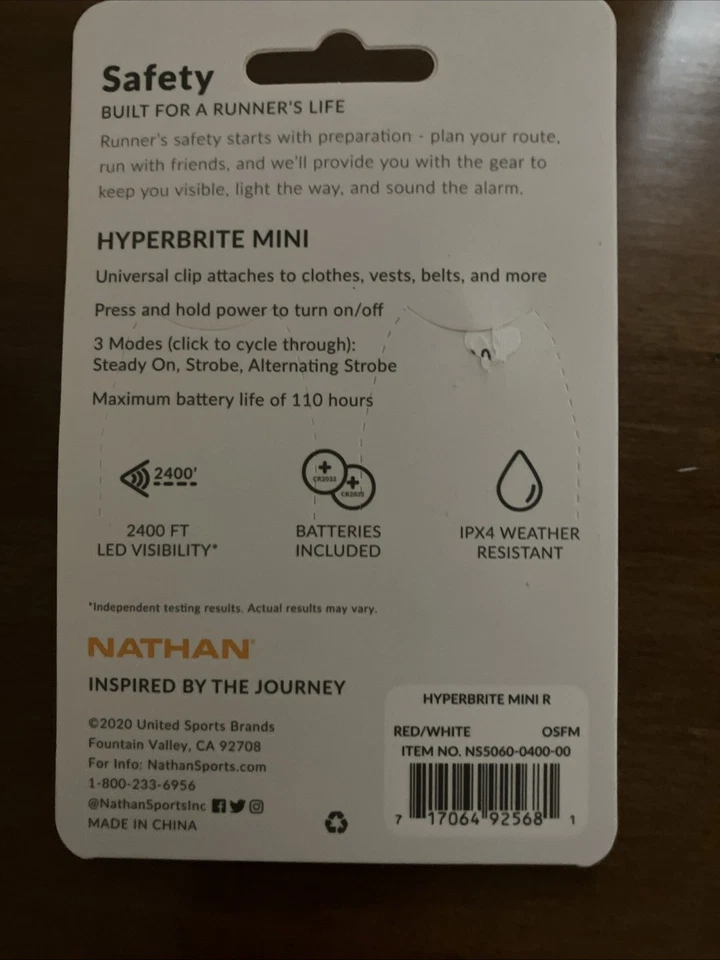 Safety
BUILT FOR A RUNNER'S LIFE
Runner's safety starts with preparation - plan your route,
run with friends, and we'll provide you with the gear to
keep you visible, light the way, and sound the alarm.
HYPERBRITE MINI
Universal clip attaches to clothes, vests, belts, and more
Press and hold power to turn on/off
3 Modes (click to cycle through):
Steady On, Strobe, Alternating Strobe
Maximum battery life of 110 hours
2400'
CR2032
CR2032
2400 FT
LED VISIBILITY*
BATTERIES
INCLUDED
IPX4 WEATHER
RESISTANT
*Independent testing results. Actual results may vary.
NATHAN®
INSPIRED BY THE JOURNEY
©2020 United Sports Brands
Fountain Valley, CA 92708
For Info: NathanSports.com
1-800-233-6956
@NathanSportsInc
MADE IN CHINA
HYPERBRITE MINI R
RED/WHITE OSFM
ITEM NO. NS5060-0400-00
7 17064 92568 1